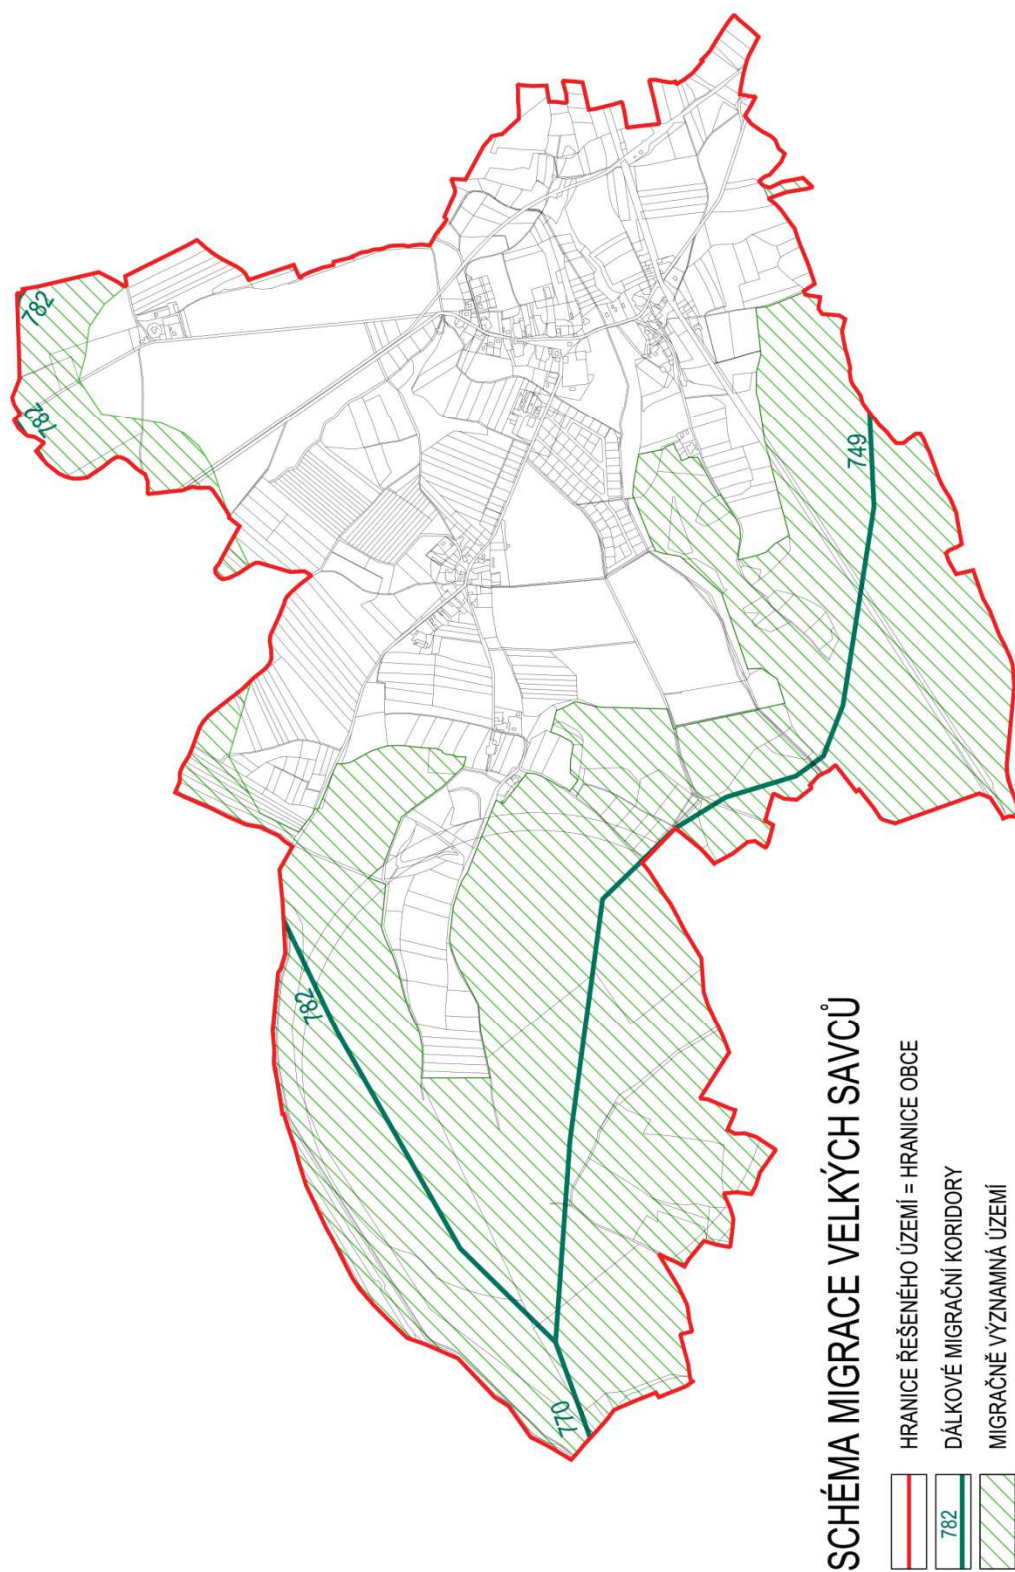 782
782
749
782
770
SCHÉMA MIGRACE VELKÝCH SAVCŮ
HRANICE ŘEŠENÉHO ÚZEMÍ = HRANICE OBCE
782
DÁLKOVÉ MIGRAČNÍ KORIDORY
MIGRAČNĚ VÝZNAMNÁ ÚZEMÍ